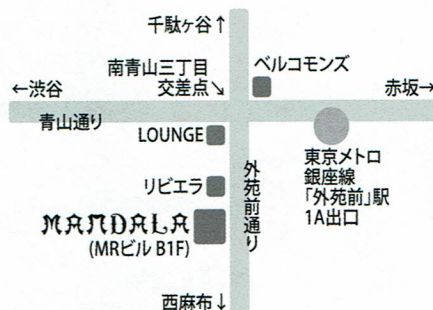 千駄ヶ谷↑
南青山三丁目
交差点↘
ベルコモンズ
←渋谷
赤坂→
青山通り
LOUNGE
東京メトロ
銀座線
「外苑前」駅
1A出口
リビエラ
外苑前通り
MANDALA
(MRビル B1F)
西麻布↓